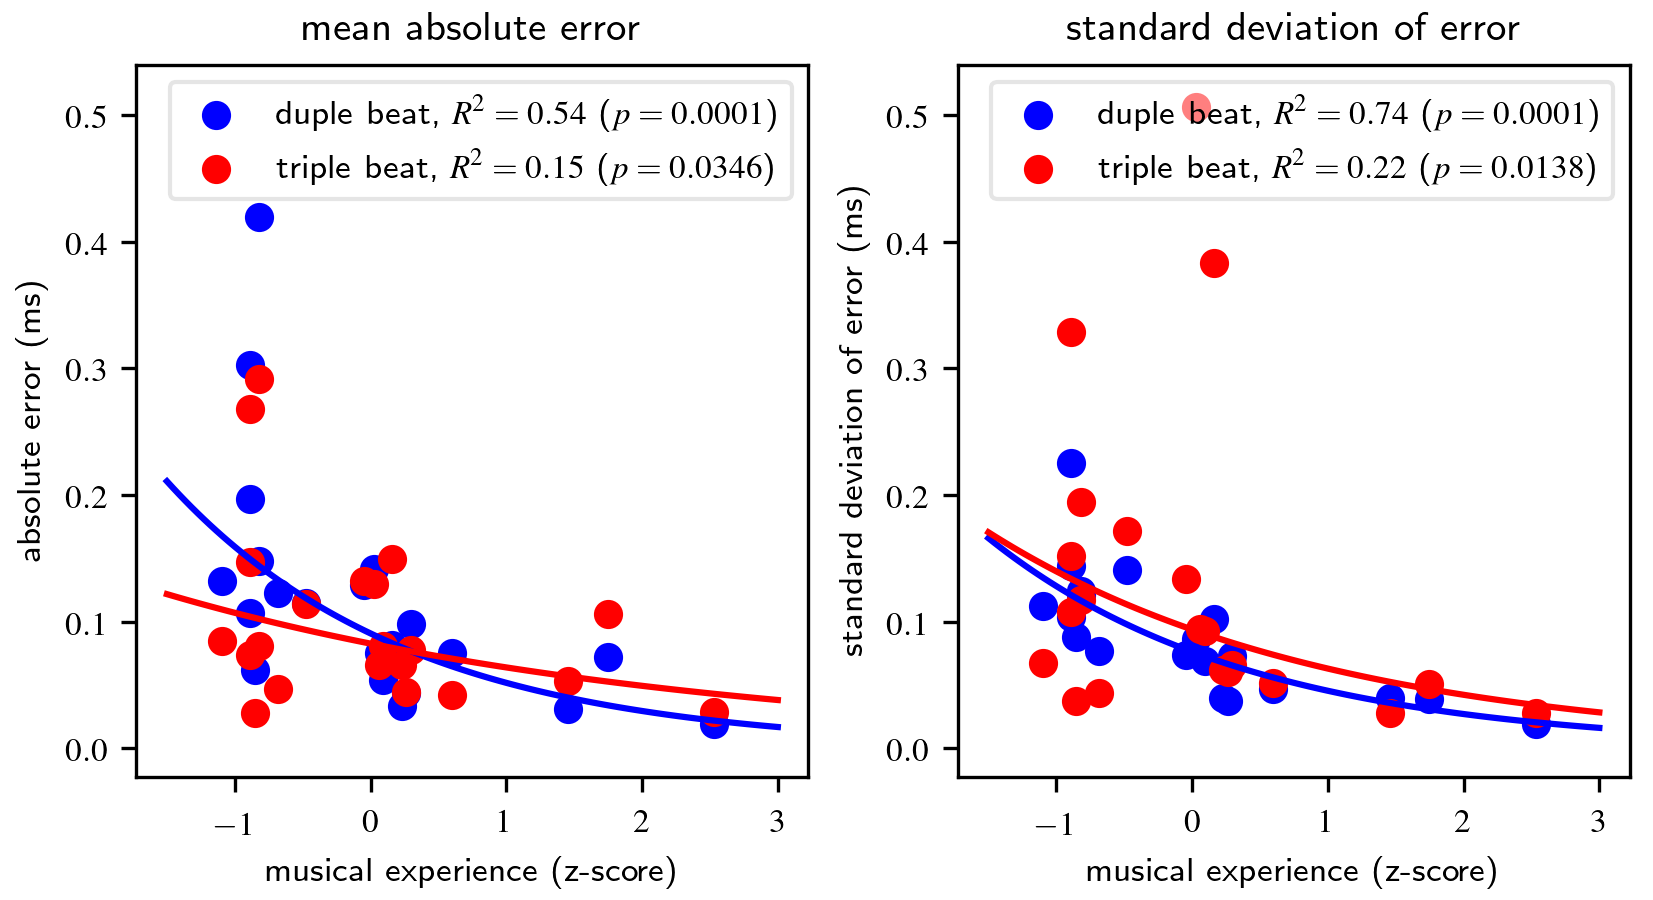 mean absolute error
duple beat, R² = 0.54 (p = 0.0001)
triple beat, R² = 0.15 (p = 0.0346)
absolute error (ms)
0.5
0.4
0.3
0.2
0.1
0.0
−1 0 1 2 3
musical experience (z-score)
standard deviation of error
duple beat, R² = 0.74 (p = 0.0001)
triple beat, R² = 0.22 (p = 0.0138)
standard deviation of error (ms)
0.5
0.4
0.3
0.2
0.1
0.0
−1 0 1 2 3
musical experience (z-score)